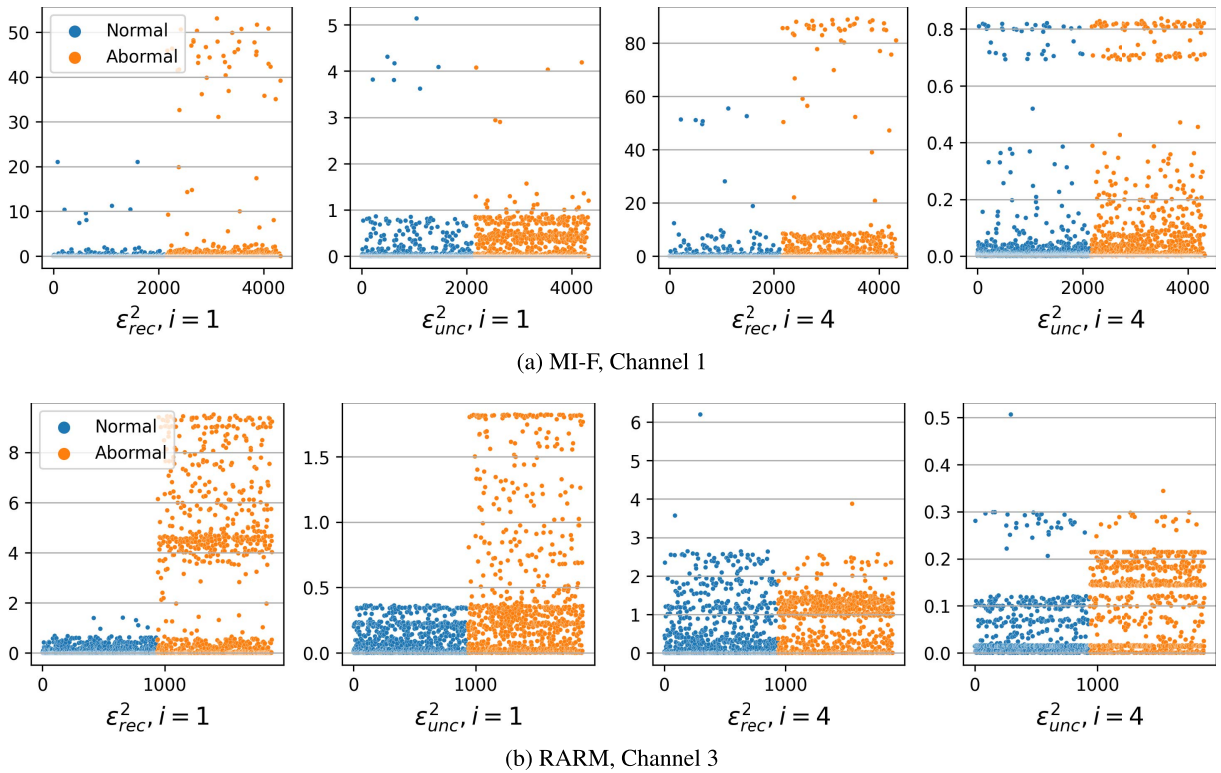 50
40
30
20
10
0
Normal
Abormal
0 2000 4000
ε²rec, i = 1
5
4
3
2
1
0
0 2000 4000
ε²unc, i = 1
80
60
40
20
0
0 2000 4000
ε²rec, i = 4
0.8
0.6
0.4
0.2
0.0
0 2000 4000
ε²unc, i = 4
(a) MI-F, Channel 1
8
6
4
2
0
Normal
Abormal
0 1000
ε²rec, i = 1
1.5
1.0
0.5
0.0
0 1000
ε²unc, i = 1
6
5
4
3
2
1
0
0 1000
ε²rec, i = 4
0.5
0.4
0.3
0.2
0.1
0.0
0 1000
ε²unc, i = 4
(b) RARM, Channel 3